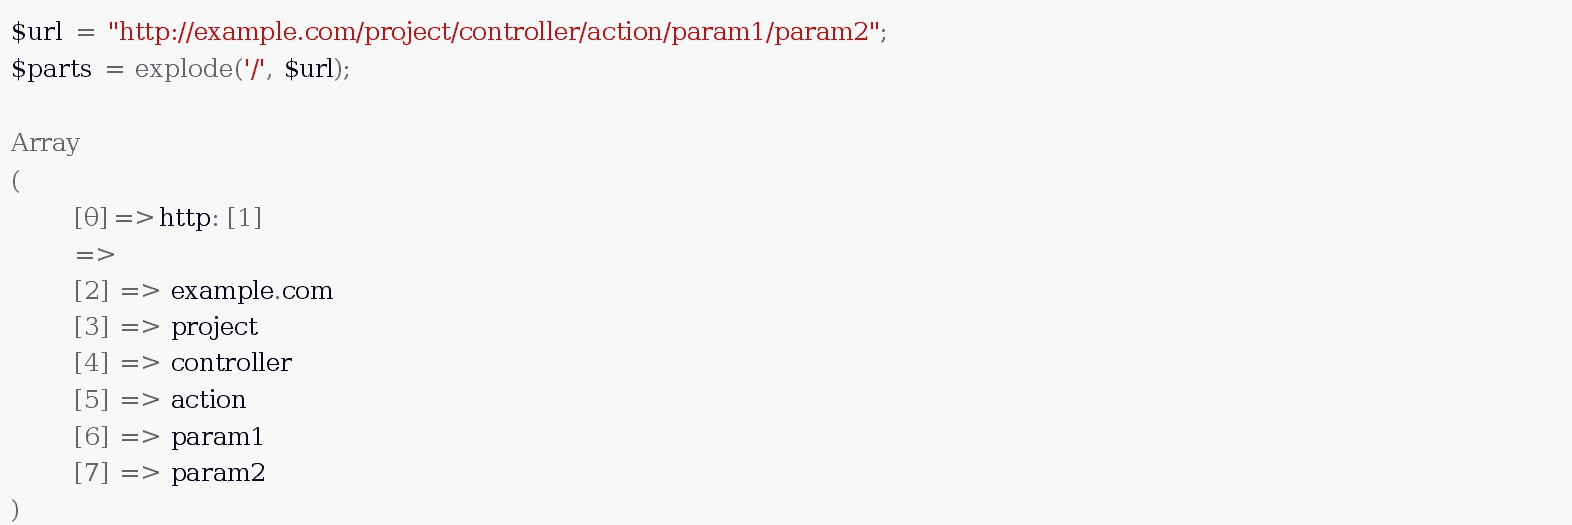 $url = "http://example.com/project/controller/action/param1/param2";
$parts = explode('/', $url);
Array
(
[0] => http: [1]
=>
[2] => example.com
[3] => project
[4] => controller
[5] => action
[6] => param1
[7] => param2
)